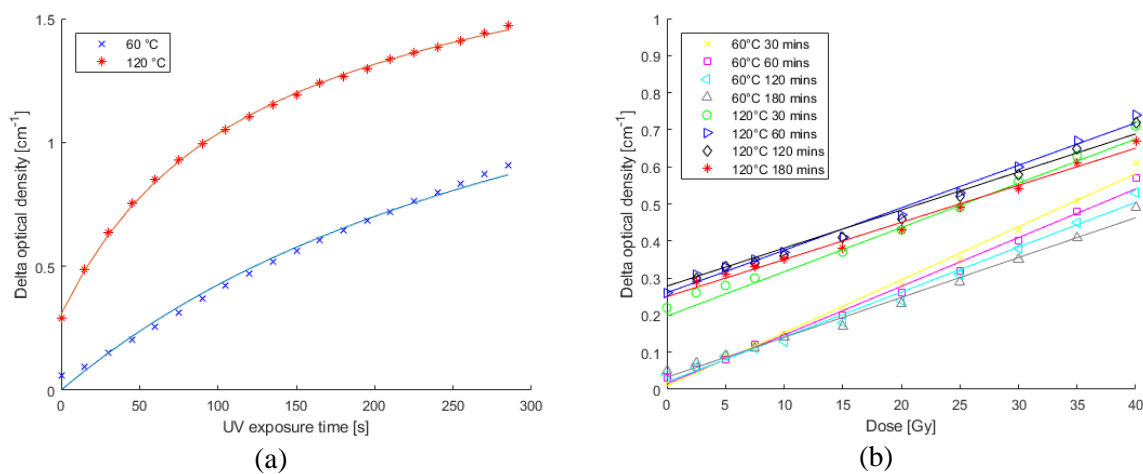 1.5
1
0.5
0
Delta optical density [cm-1]
60 °C
120 °C
0 50 100 150 200 250 300
UV exposure time [s]
(a)
1
0.9
0.8
0.7
0.6
0.5
0.4
0.3
0.2
0.1
0
Delta optical density [cm-1]
60°C 30 mins
60°C 60 mins
60°C 120 mins
60°C 180 mins
120°C 30 mins
120°C 60 mins
120°C 120 mins
120°C 180 mins
0 5 10 15 20 25 30 35 40
Dose [Gy]
(b)